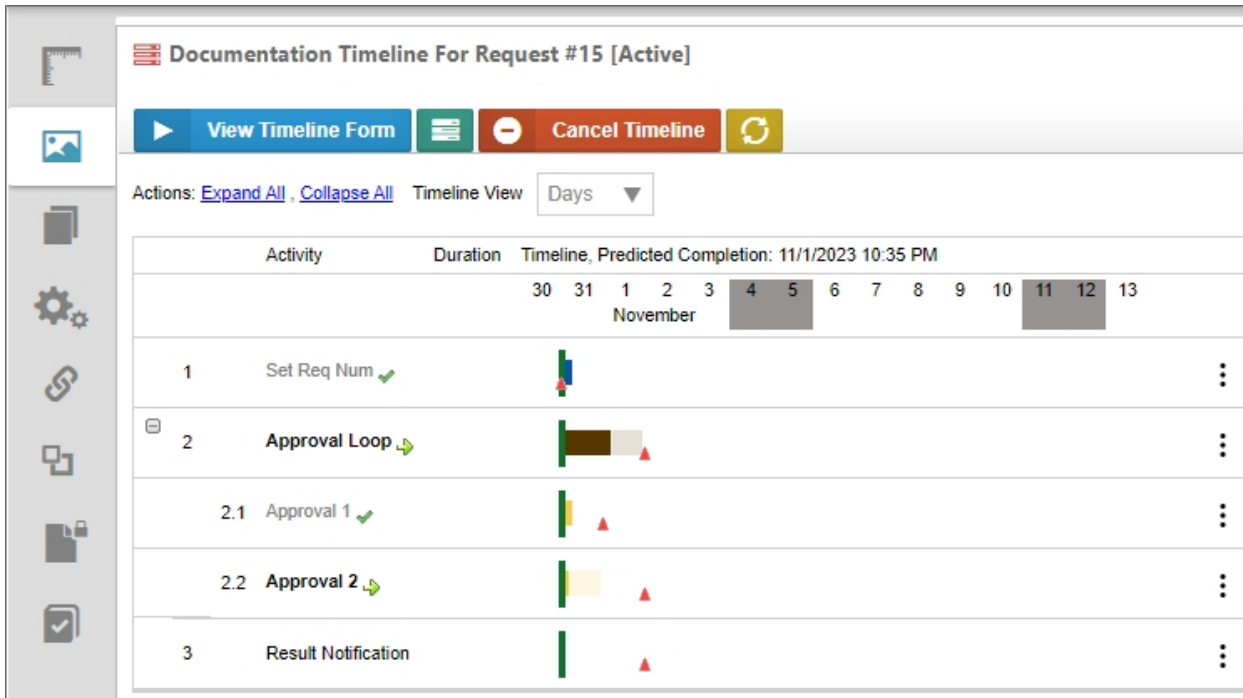 Documentation Timeline For Request #15 [Active]
View Timeline Form Cancel Timeline
Actions: Expand All , Collapse All Timeline View Days
Activity Duration Timeline, Predicted Completion: 11/1/2023 10:35 PM
30 31 1 2 3 4 5 6 7 8 9 10 11 12 13
November
1 Set Req Num
2 Approval Loop
2.1 Approval 1
2.2 Approval 2
3 Result Notification